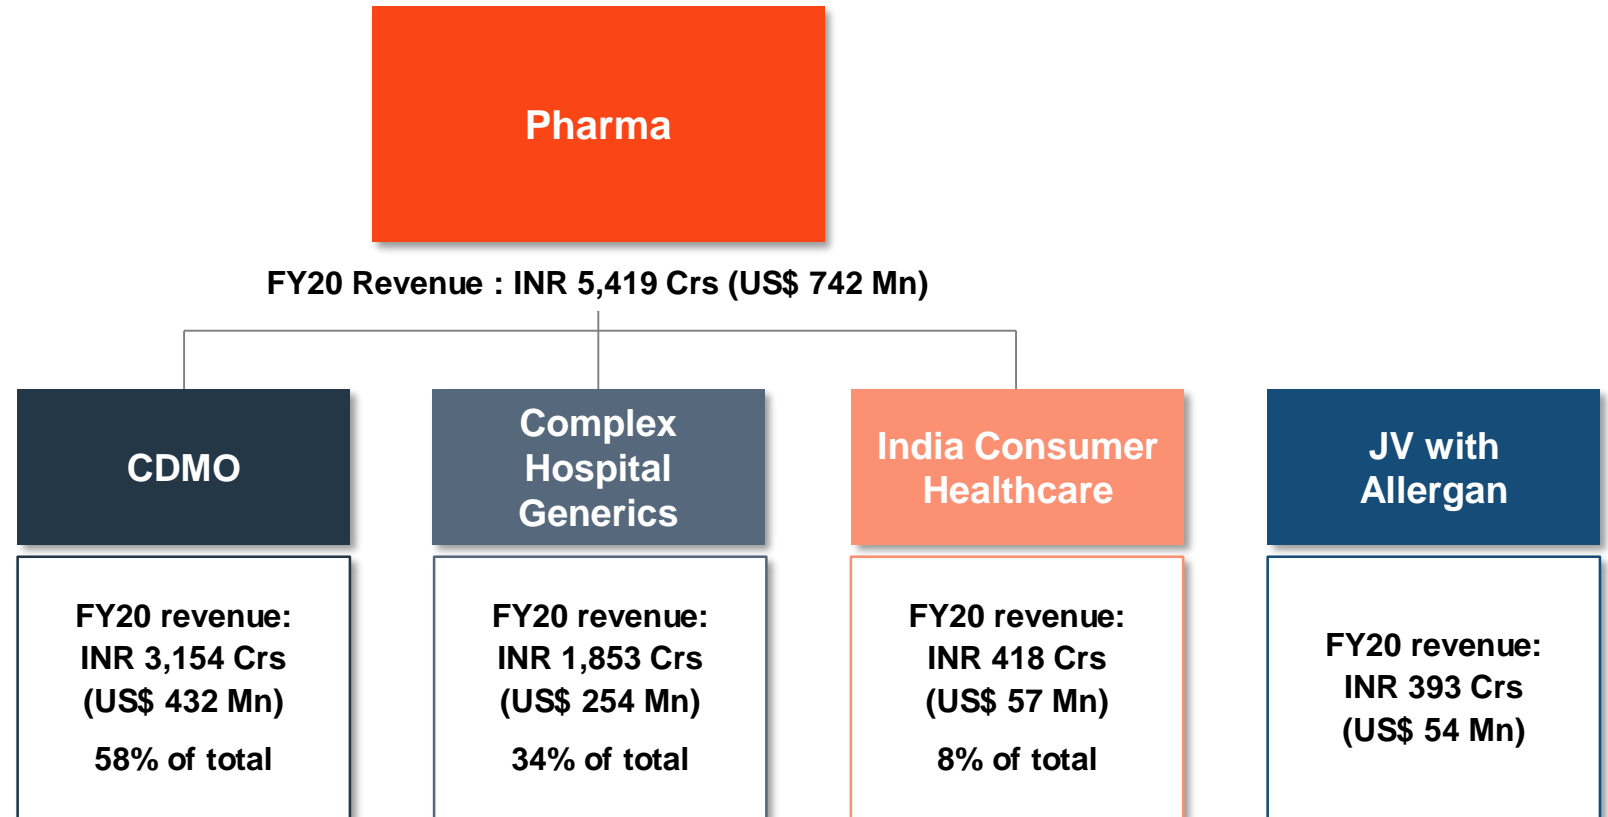 Pharma
FY20 Revenue : INR 5,419 Crs (US$ 742 Mn)
CDMO
Complex
Hospital
Generics
India Consumer
Healthcare
JV with
Allergan
FY20 revenue:
INR 3,154 Crs
(US$ 432 Mn)
58% of total
FY20 revenue:
INR 1,853 Crs
(US$ 254 Mn)
34% of total
FY20 revenue:
INR 418 Crs
(US$ 57 Mn)
8% of total
FY20 revenue:
INR 393 Crs
(US$ 54 Mn)